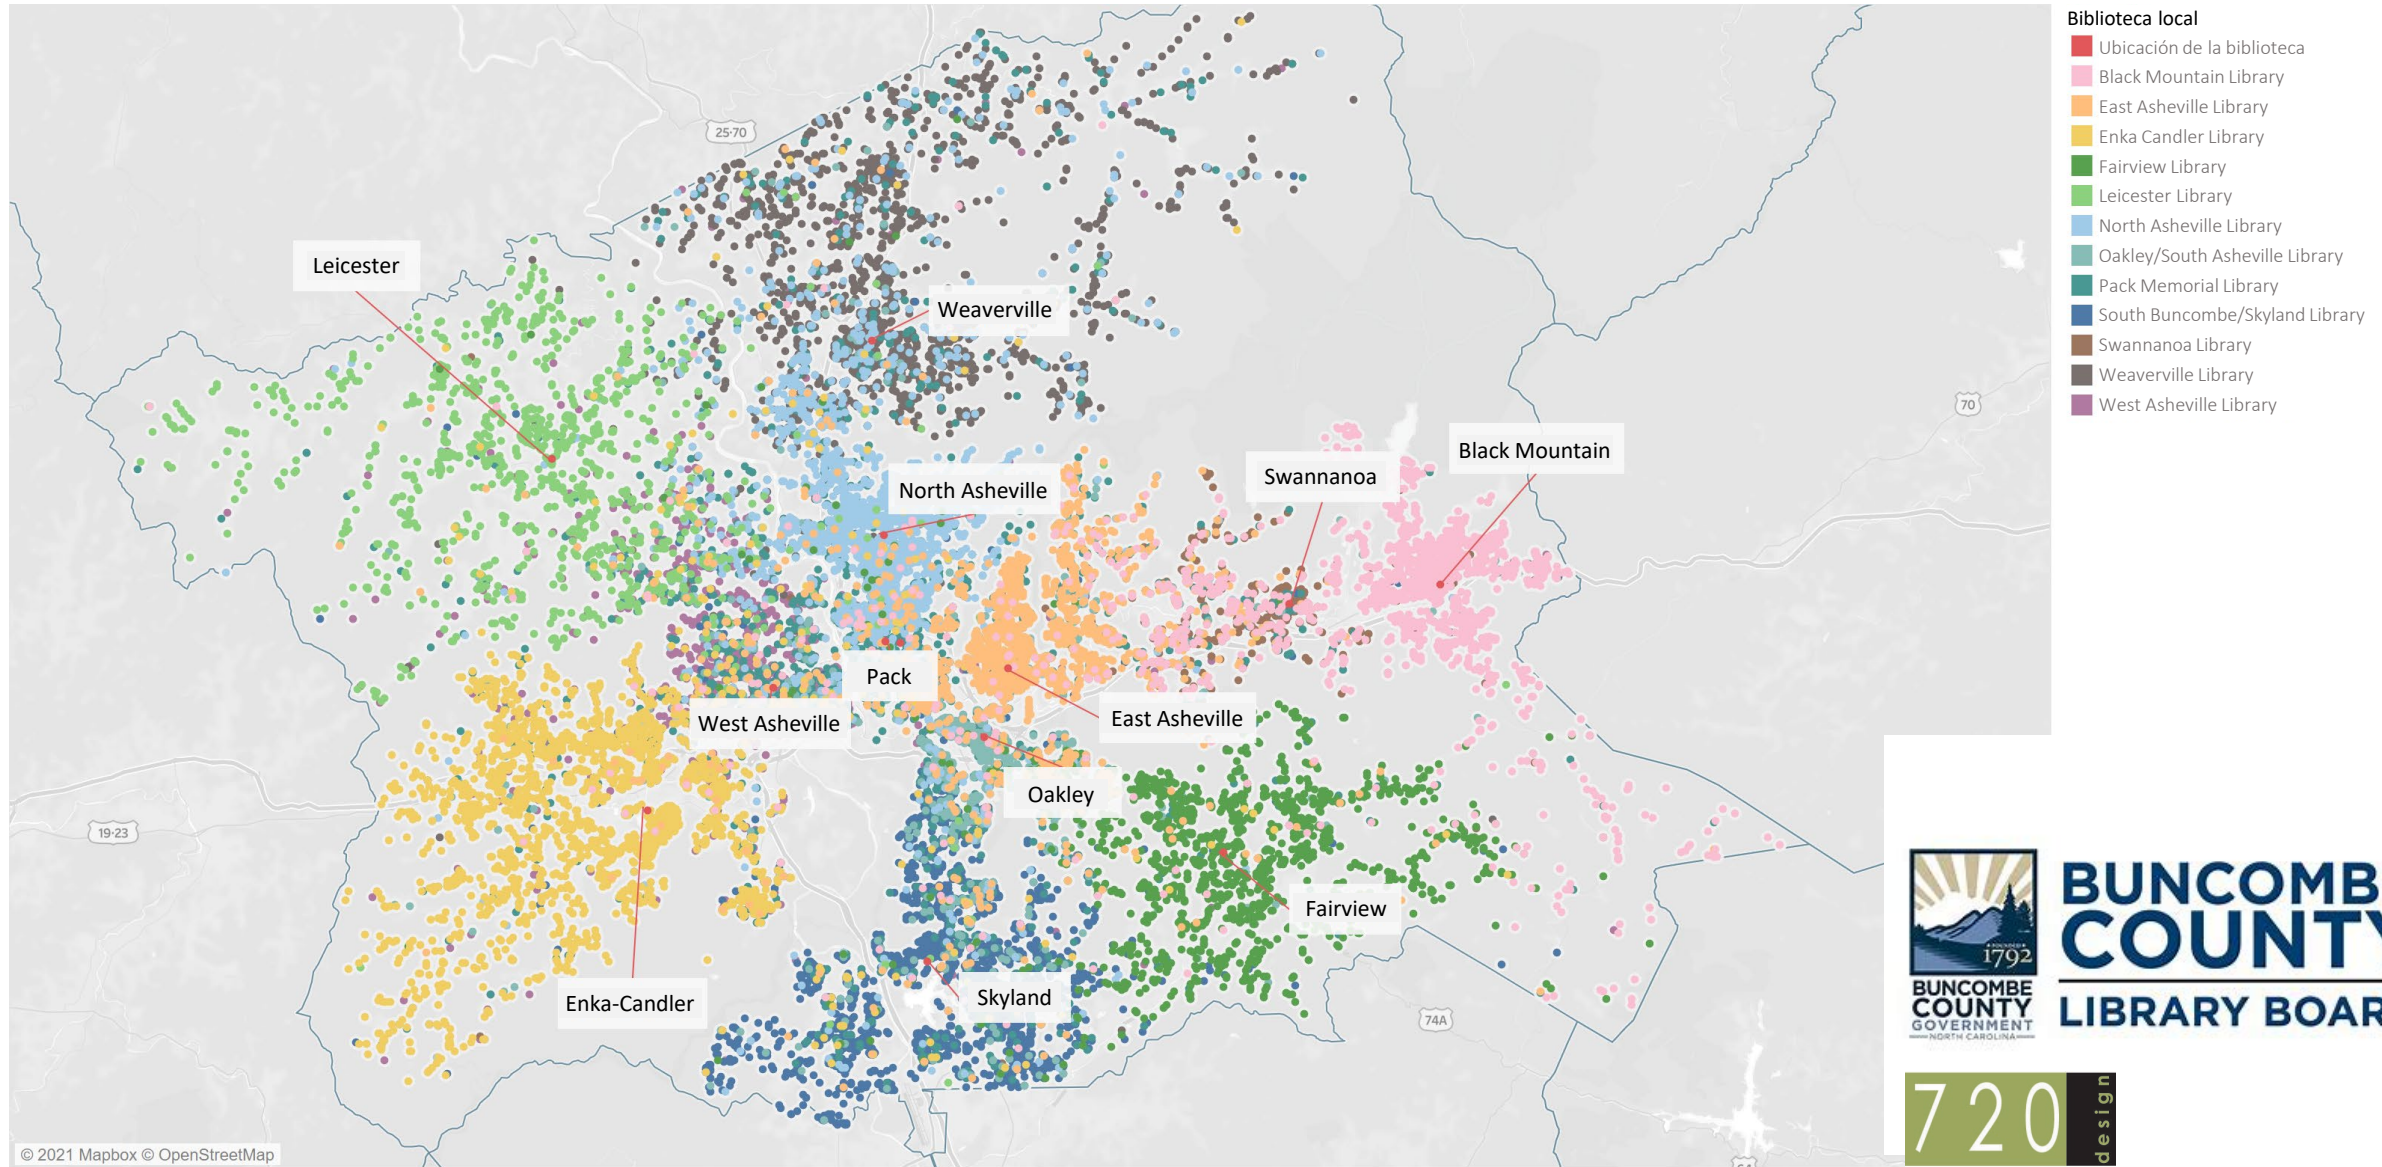 Biblioteca local
Ubicación de la biblioteca
Black Mountain Library
East Asheville Library
Enka Candler Library
Fairview Library
Leicester Library
North Asheville Library
Oakley/South Asheville Library
Pack Memorial Library
South Buncombe/Skyland Library
Swannanoa Library
Weaverville Library
West Asheville Library
25-70
Leicester
Weaverville
70
Black Mountain
Swannanoa
North Asheville
Pack
West Asheville
East Asheville
Oakley
19-23
Fairview
Enka-Candler
Skyland
74A
FOUNDED
1792
BUNCOMBE
COUNTY
GOVERNMENT
NORTH CAROLINA
BUNCOMB
COUNTY
LIBRARY BOAR
720
design
© 2021 Mapbox © OpenStreetMap